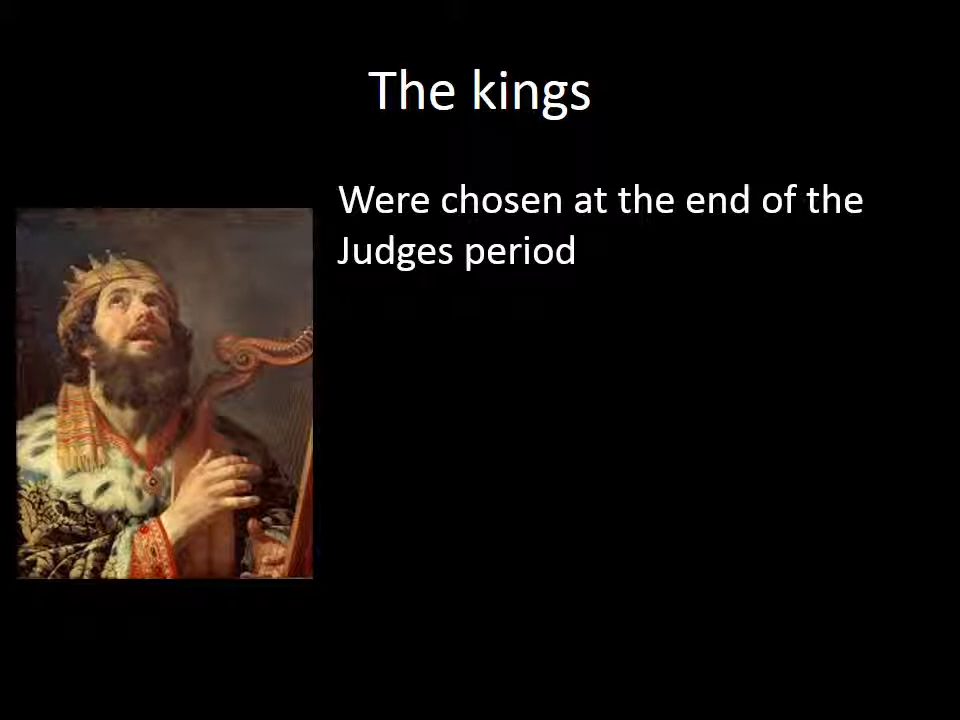 The kings
Were chosen at the end of the
Judges period